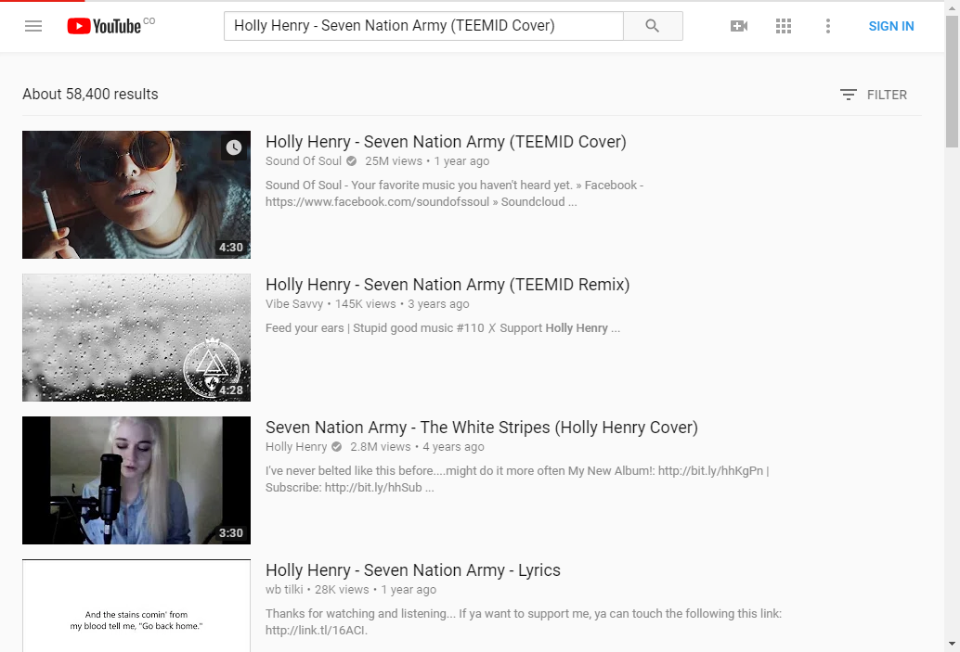 YouTube CO
Holly Henry - Seven Nation Army (TEEMID Cover)
SIGN IN
About 58,400 results
FILTER
4:30
Holly Henry - Seven Nation Army (TEEMID Cover)
Sound Of Soul 25M views • 1 year ago
Sound Of Soul - Your favorite music you haven't heard yet. » Facebook -
https://www.facebook.com/soundofssoul » Soundcloud ...
4:28
Holly Henry - Seven Nation Army (TEEMID Remix)
Vibe Savvy • 145K views • 3 years ago
Feed your ears | Stupid good music #110 ✗ Support Holly Henry ...
3:30
Seven Nation Army - The White Stripes (Holly Henry Cover)
Holly Henry 2.8M views • 4 years ago
I've never belted like this before....might do it more often My New Album!: http://bit.ly/hhKgPn |
Subscribe: http://bit.ly/hhSub ...
And the stains comin' from
my blood tell me, "Go back home."
Holly Henry - Seven Nation Army - Lyrics
wb tilki • 28K views • 1 year ago
Thanks for watching and listening... If ya want to support me, ya can touch the following this link:
http://link.tl/16ACI.